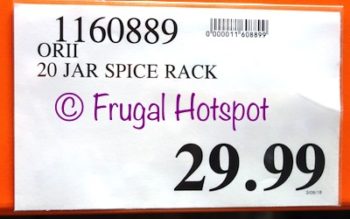 1160889
0000011608899
ORII
20 JAR SPICE RACK
© Frugal Hotspot
29.99